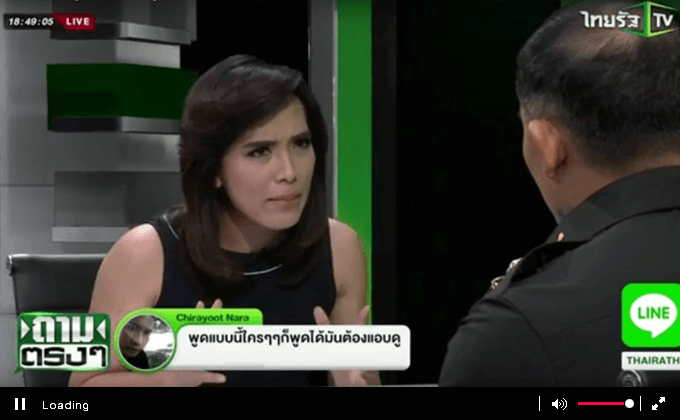 18:49:05 LIVE
ไทยรัฐ TV
ถาม
ตรงๆ
Chirayoot Nara
พูดแบบนี้ใครๆๆก็พูดได้มันต้องแอบดู
LINE
THAIRATH
Loading